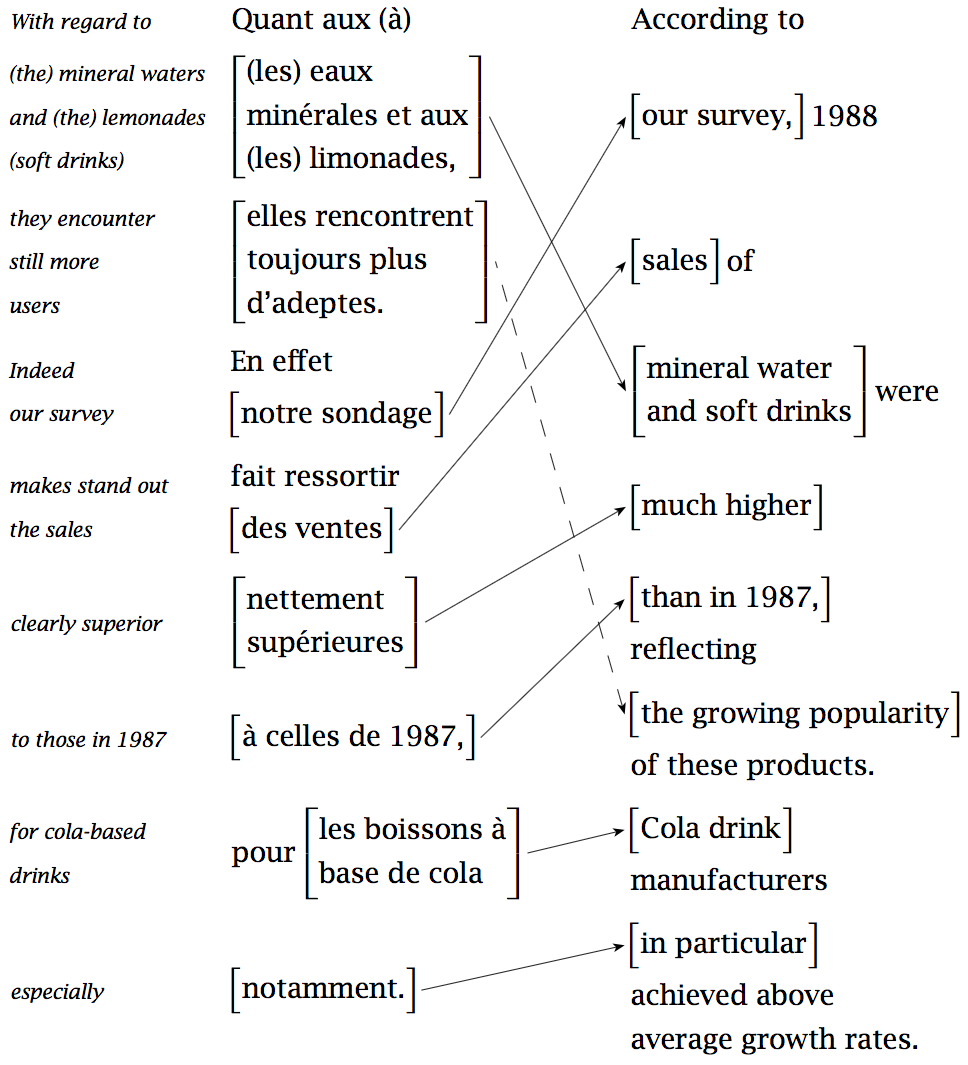 With regard to
(the) mineral waters
and (the) lemonades
(soft drinks)
they encounter
still more
users
Indeed
our survey
makes stand out
the sales
clearly superior
to those in 1987
for cola-based
drinks
especially
Quant aux (à)
[(les) eaux
minérales et aux
(les) limonades,]
[elles rencontrent
toujours plus
d’adeptes.]
En effet
[notre sondage]
fait ressortir
[des ventes]
[nettement
supérieures]
[à celles de 1987,]
pour [les boissons à
base de cola]
[notamment.]
According to
[our survey,] 1988
[sales] of
[mineral water
and soft drinks] were
[much higher]
[than in 1987,]
reflecting
[the growing popularity]
of these products.
[Cola drink]
manufacturers
[in particular]
achieved above
average growth rates.